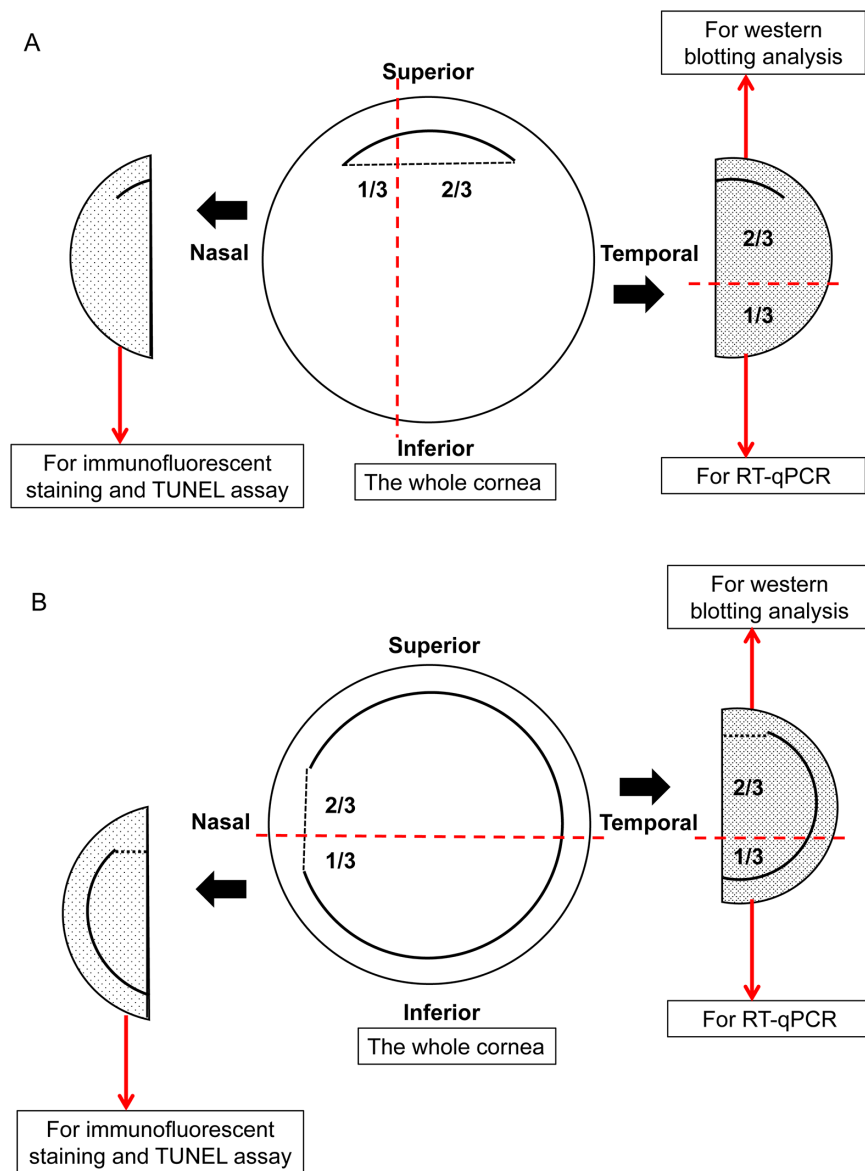 A
For western
blotting analysis
Superior
1/3
2/3
Nasal
Temporal
2/3
1/3
Inferior
The whole cornea
For immunofluorescent
staining and TUNEL assay
For RT-qPCR
B
For western
blotting analysis
Superior
2/3
Nasal
1/3
Temporal
2/3
1/3
Inferior
The whole cornea
For RT-qPCR
For immunofluorescent
staining and TUNEL assay